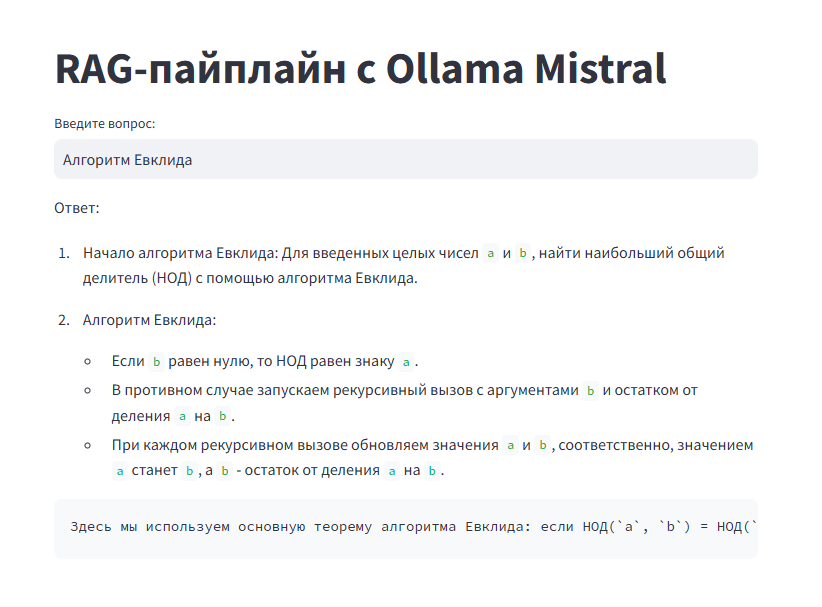 RAG-пайплайн с Ollama Mistral
Введите вопрос:
Алгоритм Евклида
Ответ:
1. Начало алгоритма Евклида: Для введенных целых чисел a и b , найти наибольший общий
делитель (НОД) с помощью алгоритма Евклида.
2. Алгоритм Евклида:
Если b равен нулю, то НОД равен знаку a .
В противном случае запускаем рекурсивный вызов с аргументами b и остатком от
деления a на b .
При каждом рекурсивном вызове обновляем значения a и b , соответственно, значением
a станет b , а b - остаток от деления a на b .
Здесь мы используем основную теорему алгоритма Евклида: если НОД(`a`, `b`) = НОД(`